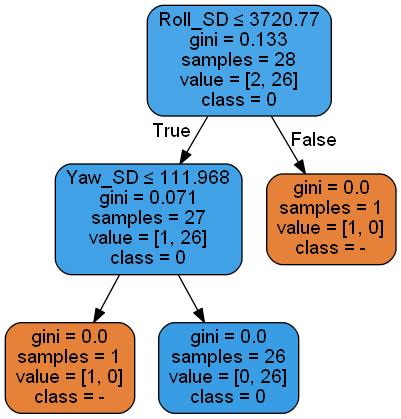 Roll_SD ≤ 3720.77
gini = 0.133
samples = 28
value = [2, 26]
class = 0
True
False
Yaw_SD ≤ 111.968
gini = 0.071
samples = 27
value = [1, 26]
class = 0
gini = 0.0
samples = 1
value = [1, 0]
class = -
gini = 0.0
samples = 1
value = [1, 0]
class = -
gini = 0.0
samples = 26
value = [0, 26]
class = 0